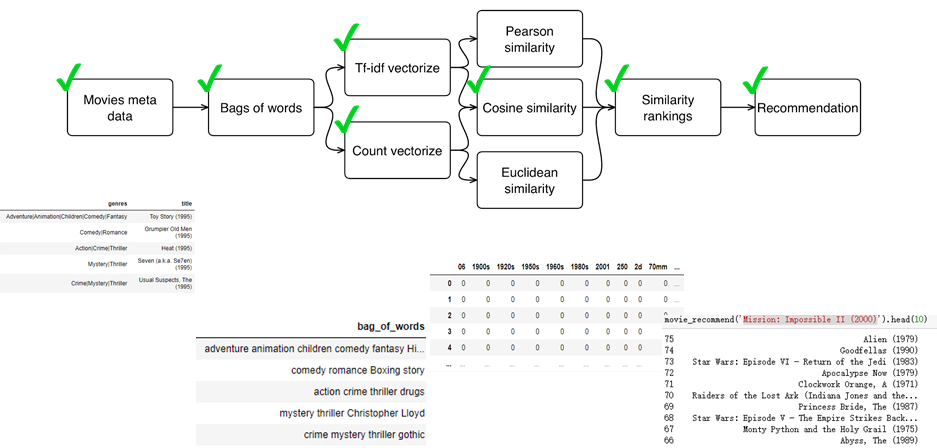 Pearson
similarity
Tf-idf vectorize
Movies meta
data
Bags of words
Cosine similarity
Similarity
rankings
Recommendation
Count vectorize
Euclidean
similarity
genres title
Adventure|Animation|Children|Comedy|Fantasy Toy Story (1995)
Comedy|Romance Grumpier Old Men
(1995)
Action|Crime|Thriller Heat (1995)
Mystery|Thriller Seven (a.k.a. Se7en)
(1995)
Crime|Mystery|Thriller Usual Suspects, The
(1995)
06 1900s 1920s 1950s 1960s 1980s 2001 250 2d 70mm ...
0 0 0 0 0 0 0 0 0 0 0 ...
1 0 0 0 0 0 0 0 0 0 0 ...
2 0 0 0 0 0 0 0 0 0 0
3 0 0 0 0 0 0 0 0 0
4 0 0 0 0 0 0 0 0 0
... ... ... ... ... ... ... ... ... ...
bag_of_words
adventure animation children comedy fantasy Hi...
comedy romance Boxing story
action crime thriller drugs
mystery thriller Christopher Lloyd
crime mystery thriller gothic
movie_recommend('Mission: Impossible II (2000)').head(10)
75 Alien (1979)
74 Goodfellas (1990)
73 Star Wars: Episode VI - Return of the Jedi (1983)
72 Apocalypse Now (1979)
71 Clockwork Orange, A (1971)
70 Raiders of the Lost Ark (Indiana Jones and the...
69 Princess Bride, The (1987)
68 Star Wars: Episode V - The Empire Strikes Back...
67 Monty Python and the Holy Grail (1975)
66 Abyss, The (1989)